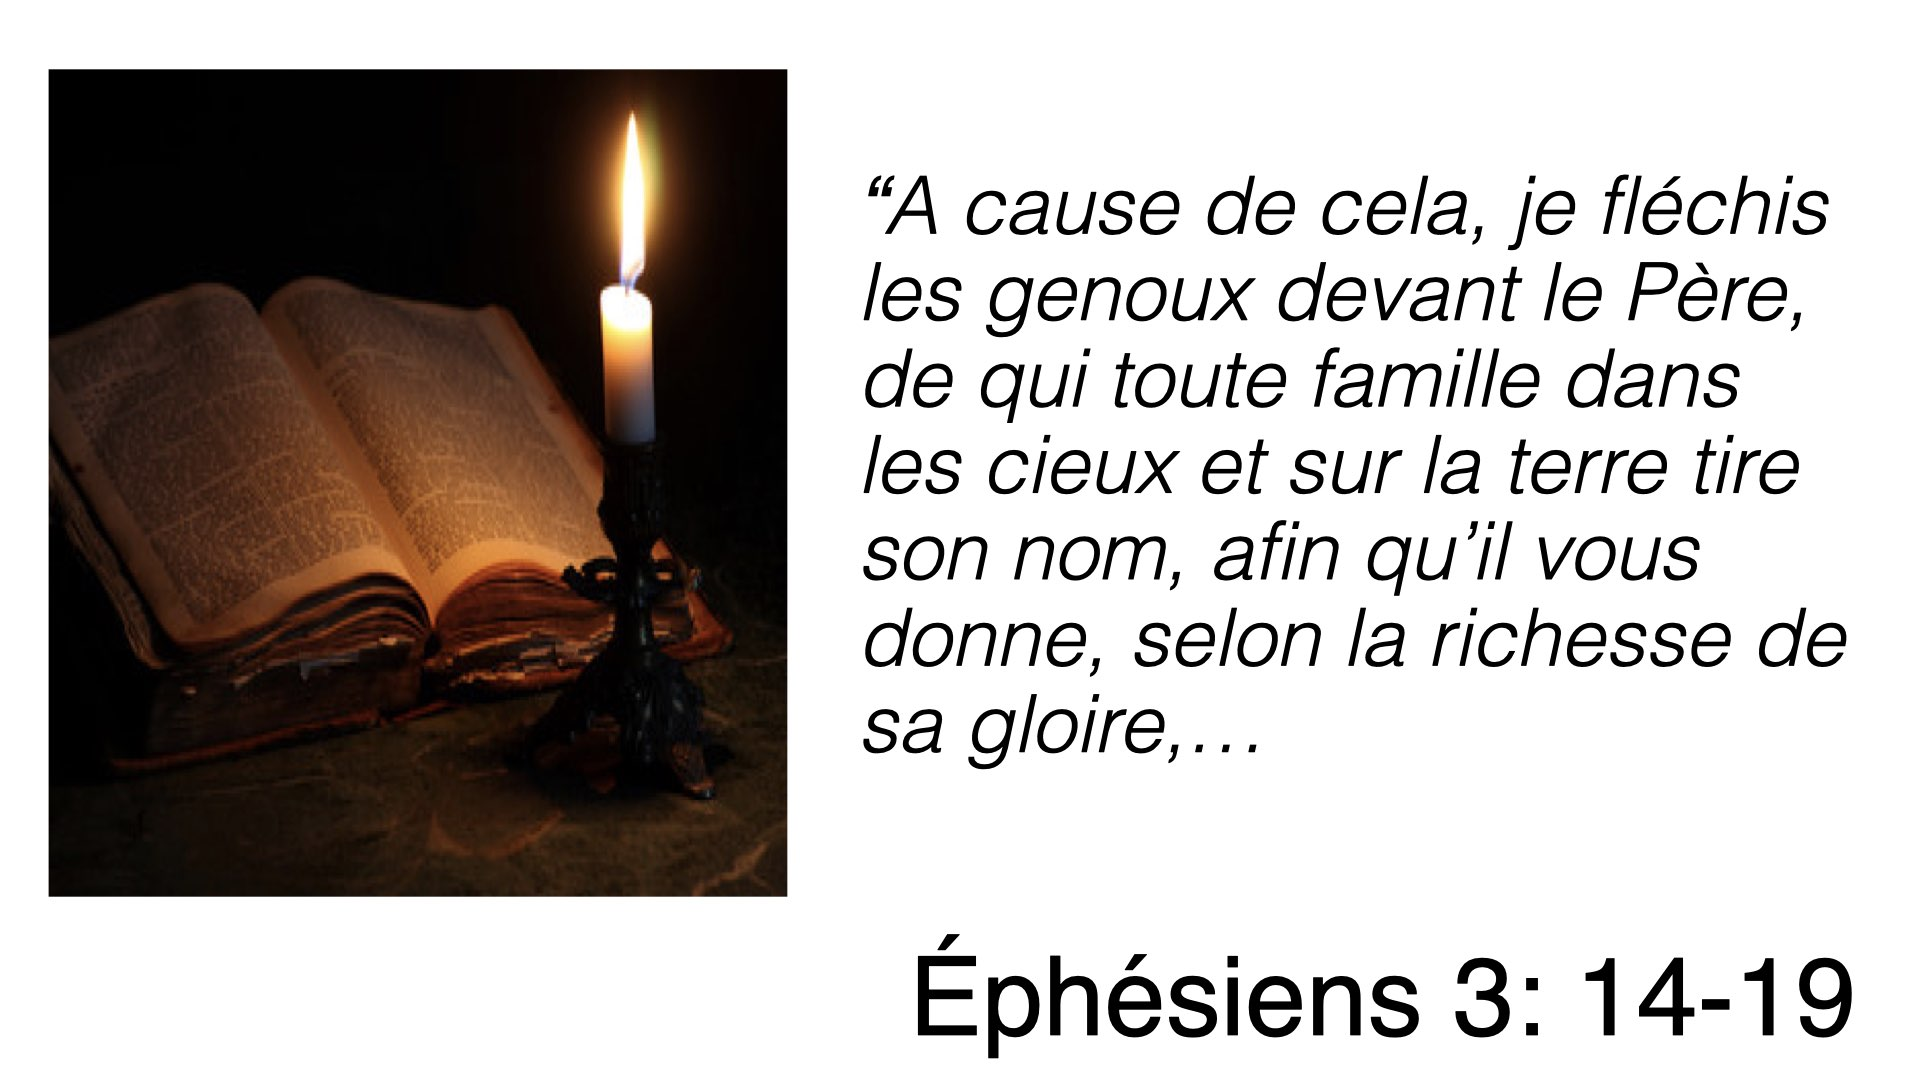 “A cause de cela, je fléchis
les genoux devant le Père,
de qui toute famille dans
les cieux et sur la terre tire
son nom, afin qu’il vous
donne, selon la richesse de
sa gloire,…
Éphésiens 3: 14-19